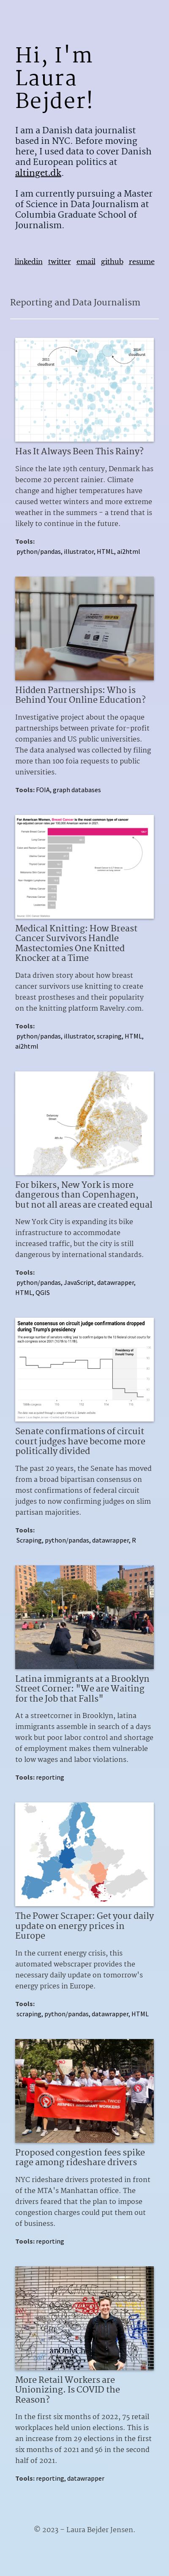 Hi, I'm
Laura
Bejder!
I am a Danish data journalist
based in NYC. Before moving
here, I used data to cover Danish
and European politics at
altinget.dk.
I am currently pursuing a Master
of Science in Data Journalism at
Columbia Graduate School of
Journalism.
linkedin twitter email github resume
Reporting and Data Journalism
Has It Always Been This Rainy?
Since the late 19th century, Denmark has
become 20 percent rainier. Climate
change and higher temperatures have
caused wetter winters and more extreme
weather in the summers - a trend that is
likely to continue in the future.
Tools:
python/pandas, illustrator, HTML, ai2html
Hidden Partnerships: Who is
Behind Your Online Education?
Investigative project about the opaque
partnerships between private for-profit
companies and US public universities.
The data analysed was collected by filing
more than 100 foia requests to public
universities.
Tools: FOIA, graph databases
Medical Knitting: How Breast
Cancer Survivors Handle
Mastectomies One Knitted
Knocker at a Time
Data driven story about how breast
cancer survivors use knitting to create
breast prostheses and their popularity
on the knitting platform Ravelry.com.
Tools:
python/pandas, illustrator, scraping, HTML,
ai2html
For bikers, New York is more
dangerous than Copenhagen,
but not all areas are created equal
New York City is expanding its bike
infrastructure to accommodate
increased traffic, but the city is still
dangerous by international standards.
Tools:
python/pandas, JavaScript, datawrapper,
HTML, QGIS
Senate consensus on circuit judge confirmations dropped
during Trump's presidency
Presidency of
Donald Trump
Senate confirmations of circuit
court judges have become more
politically divided
The past 20 years, the Senate has moved
from a broad bipartisan consensus on
most confirmations of federal circuit
judges to now confirming judges on slim
partisan majorities.
Tools:
Scraping, python/pandas, datawrapper, R
Latina immigrants at a Brooklyn
Street Corner: "We are Waiting
for the Job that Falls"
At a streetcorner in Brooklyn, latina
immigrants assemble in search of a days
work but poor labor control and shortage
of employment makes them vulnerable
to low wages and labor violations.
Tools: reporting
The Power Scraper: Get your daily
update on energy prices in
Europe
In the current energy crisis, this
automated webscraper provides the
necessary daily update on tomorrow's
energy prices in Europe.
Tools:
scraping, python/pandas, datawrapper, HTML
Proposed congestion fees spike
rage among rideshare drivers
NYC rideshare drivers protested in front
of the MTA's Manhattan office. The
drivers feared that the plan to impose
congestion charges could put them out
of business.
Tools: reporting
More Retail Workers are
Unionizing. Is COVID the
Reason?
In the first six months of 2022, 75 retail
workplaces held union elections. This is
an increase from 29 elections in the first
six months of 2021 and 56 in the second
half of 2021.
Tools: reporting, datawrapper
© 2023 – Laura Bejder Jensen.